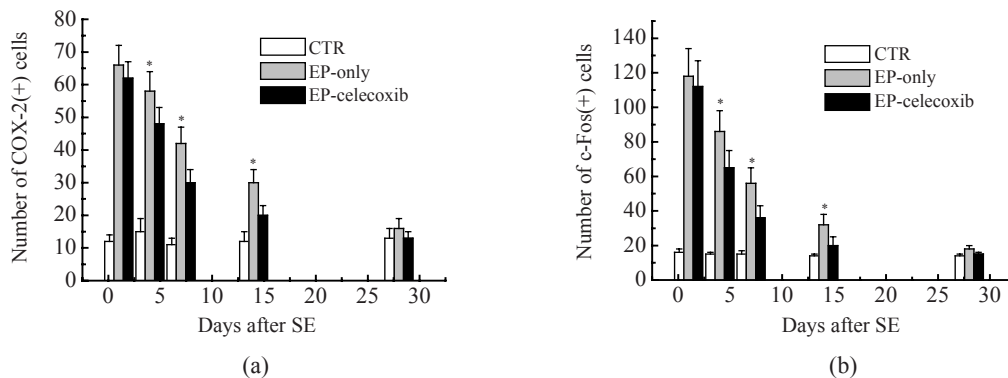 80
70
60
50
40
30
20
10
0
Number of COX-2(+) cells
CTR
EP-only
EP-celecoxib
*
*
*
0 5 10 15 20 25 30
Days after SE
(a)
140
120
100
80
60
40
20
0
Number of c-Fos(+) cells
CTR
EP-only
EP-celecoxib
*
*
*
0 5 10 15 20 25 30
Days after SE
(b)